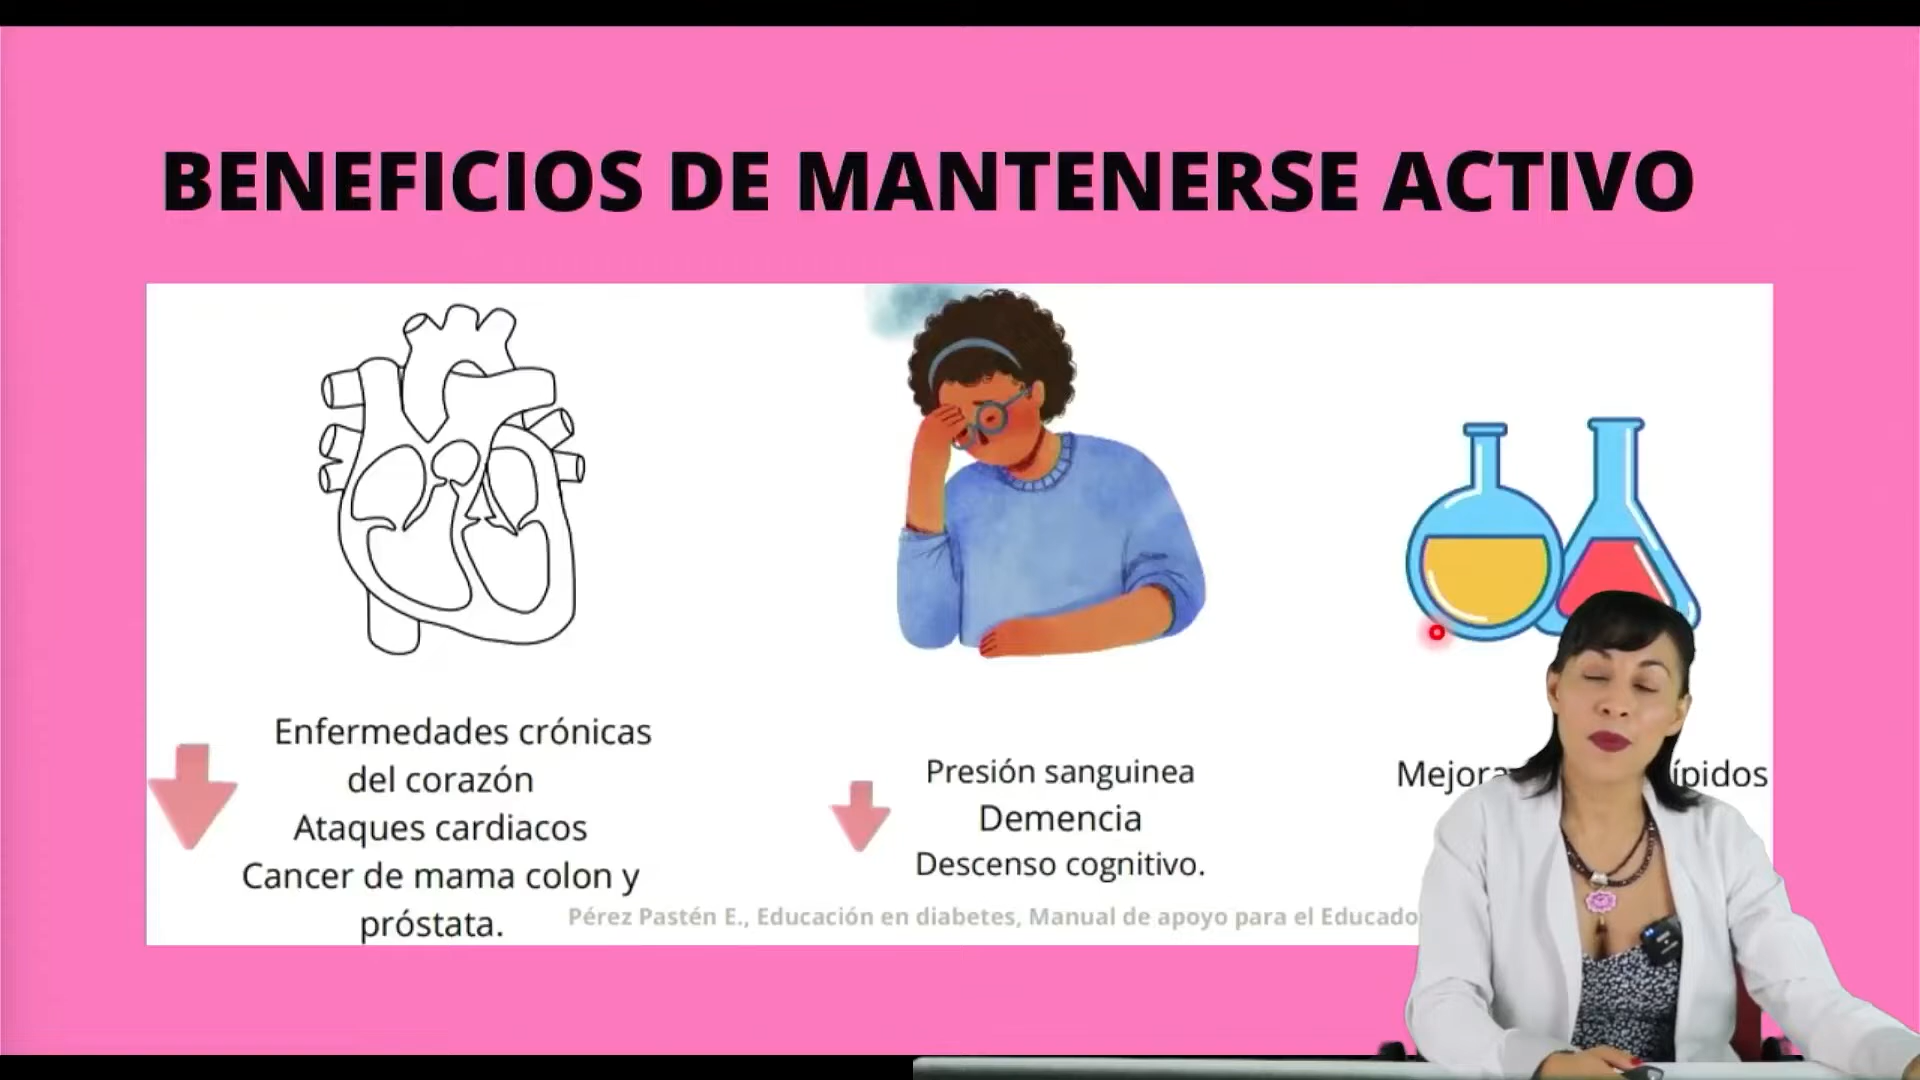 BENEFICIOS DE MANTENERSE ACTIVO
Enfermedades crónicas
del corazón
Ataques cardiacos
Cancer de mama colon y
próstata.
Presión sanguinea
Demencia
Descenso cognitivo.
Pérez Pastén E., Educación en diabetes, Manual de apoyo para el